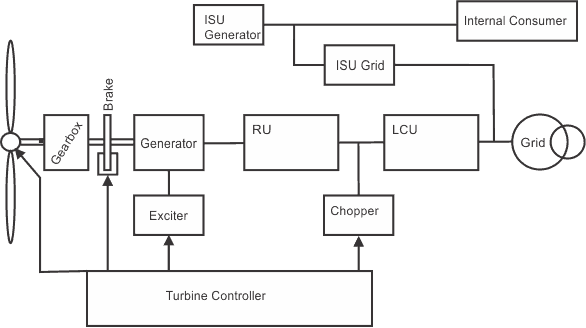 ISU
Generator
Internal Consumer
ISU Grid
Brake
Gearbox
Generator
RU
LCU
Grid
Exciter
Chopper
Turbine Controller